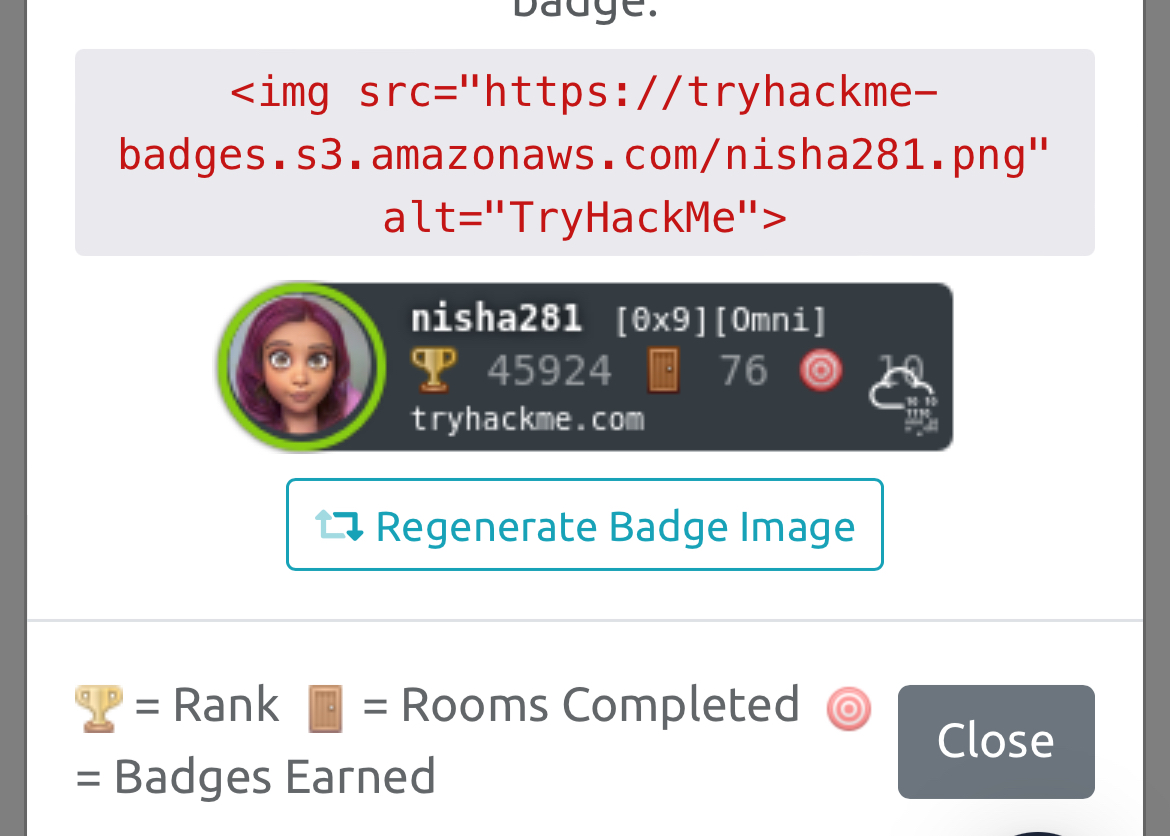 badge:
<img src="https://tryhackme-
badges.s3.amazonaws.com/nisha281.png"
alt="TryHackMe">
nisha281 [0x9][Omni]
45924 76 10
tryhackme.com
Regenerate Badge Image
= Rank = Rooms Completed
= Badges Earned
Close